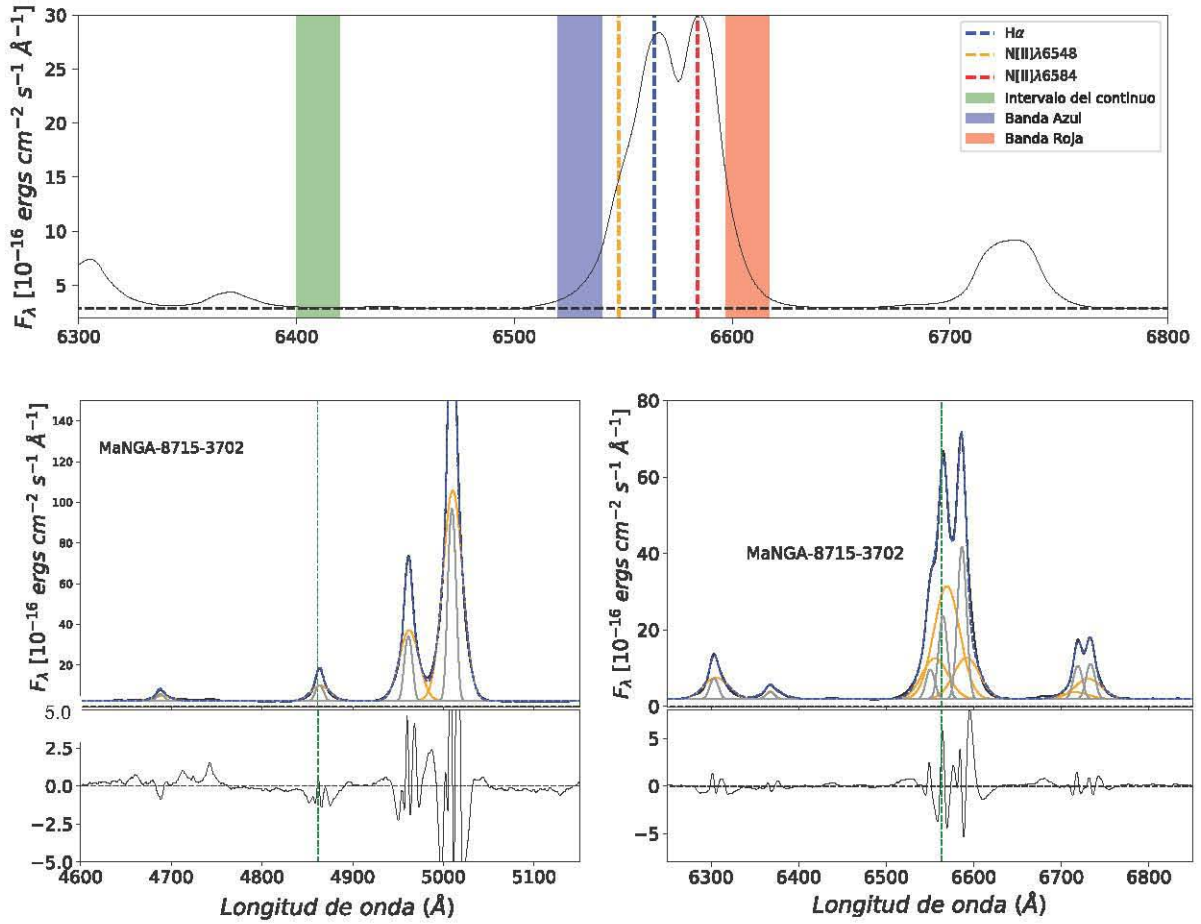 30
25
20
15
10
5
F_λ [10^−16 ergs cm^−2 s^−1 Å^−1]
Hα
N[II]λ6548
N[II]λ6584
Intervalo del continuo
Banda Azul
Banda Roja
6300 6400 6500 6600 6700 6800
140
120
100
80
60
40
20
F_λ [10^−16 ergs cm^−2 s^−1 Å^−1]
MaNGA-8715-3702
5.0
2.5
0.0
−2.5
−5.0
4600 4700 4800 4900 5000 5100
Longitud de onda (Å)
80
60
40
20
0
F_λ [10^−16 ergs cm^−2 s^−1 Å^−1]
MaNGA-8715-3702
5
0
−5
6300 6400 6500 6600 6700 6800
Longitud de onda (Å)